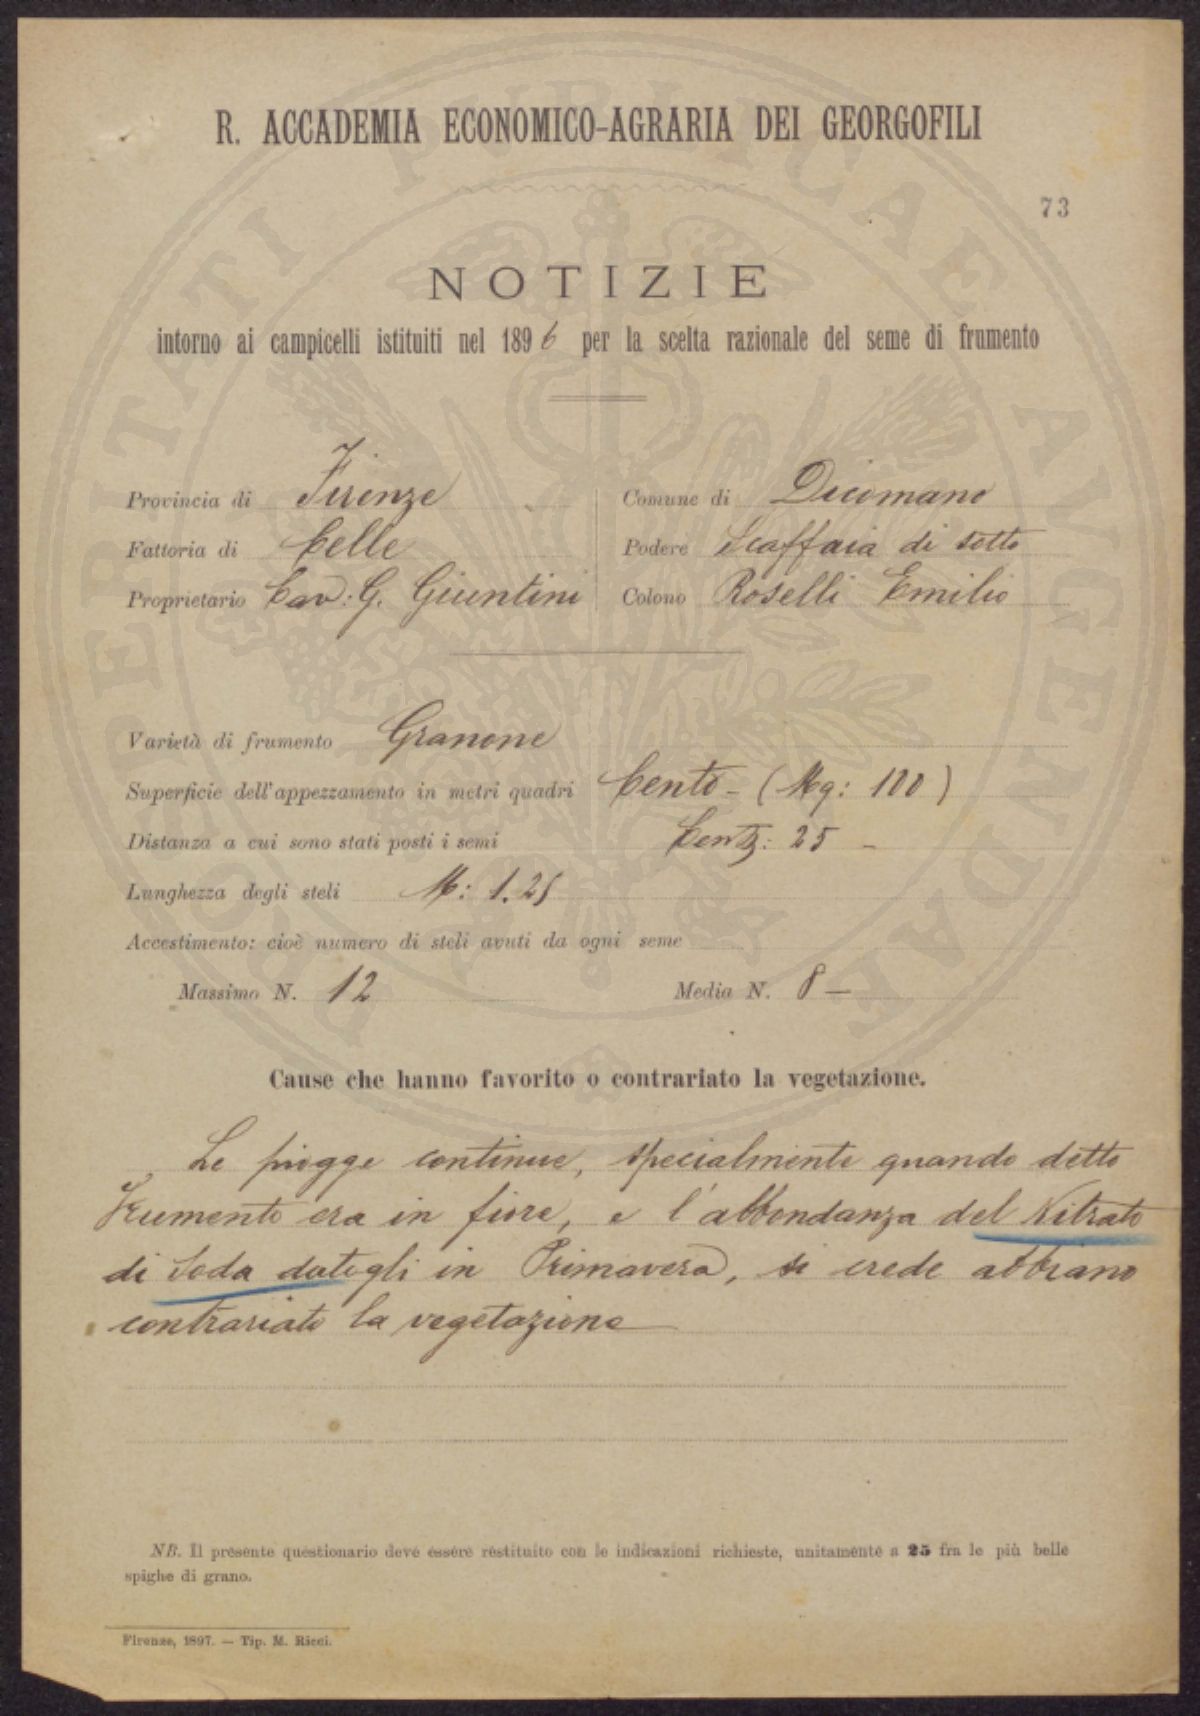 R. ACCADEMIA ECONOMICO-AGRARIA DEI GEORGOFILI
73
NOTIZIE
intorno ai campicelli istituiti nel 1896 per la scelta razionale del seme di frumento
Provincia di Firenze Comune di Dicomano
Fattoria di Celle Podere Scaffaia di sotto
Proprietario Cav: G. Giuntini Colono Roselli Emilio
Varietà di frumento Granone
Superficie dell'appezzamento in metri quadri Cento - (Mq: 100)
Distanza a cui sono stati posti i semi 25 -
Lunghezza degli steli M: 1.25
Accestimento: cioè numero di steli avuti da ogni seme
Massimo N. 12 Media N. 8 -
Cause che hanno favorito o contrariato la vegetazione.
Le piogge continue, specialmente quando detto
Frumento era in fiore, e l'abbondanza del Nitrato
di Soda datogli in Primavera, si crede abbiano
contrariato la vegetazione
NB. Il presente questionario deve essere restituito con le indicazioni richieste, unitamente a 25 fra le più belle
spighe di grano.
Firenze, 1897. — Tip. M. Ricci.
PROSPERITATI PUBLICAE AUGENDAE